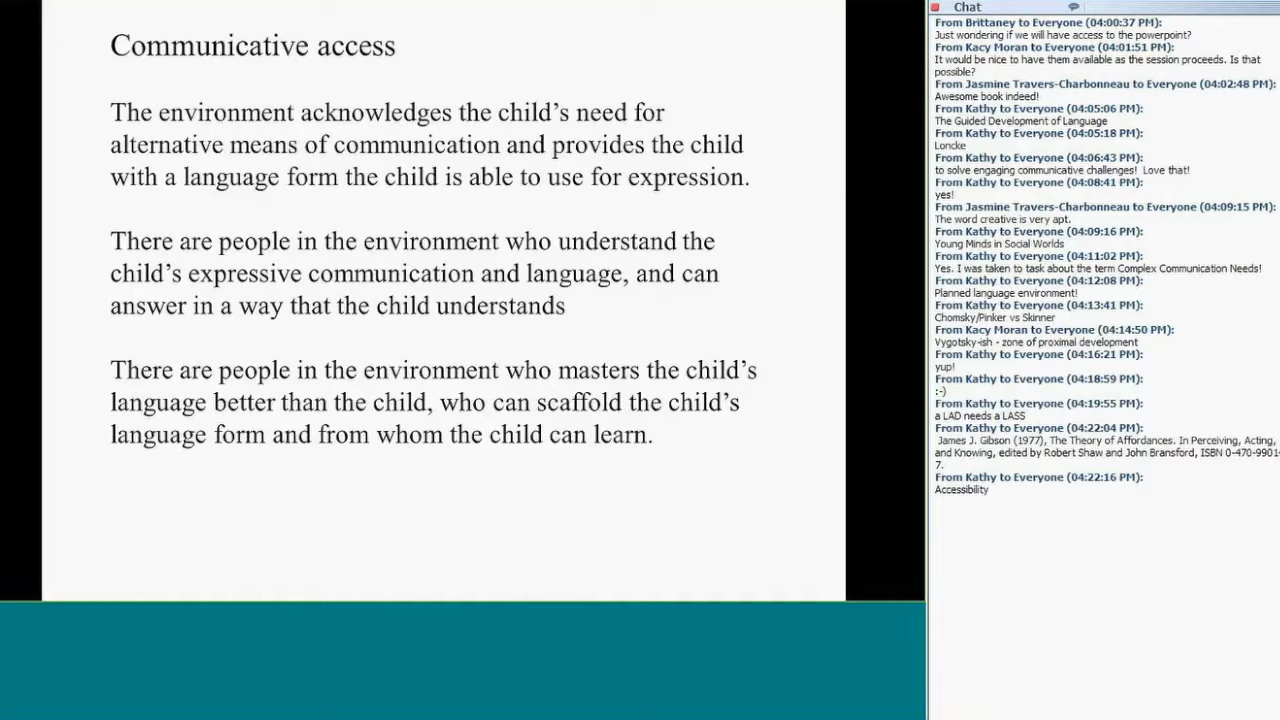 Communicative access
The environment acknowledges the child's need for
alternative means of communication and provides the child
with a language form the child is able to use for expression.
There are people in the environment who understand the
child's expressive communication and language, and can
answer in a way that the child understands
There are people in the environment who masters the child's
language better than the child, who can scaffold the child's
language form and from whom the child can learn.
Chat
From Brittaney to Everyone (04:00:37 PM):
Just wondering if we will have access to the powerpoint?
From Kacy Moran to Everyone (04:01:51 PM):
It would be nice to have them available as the session proceeds. Is that
possible?
From Jasmine Travers-Charbonneau to Everyone (04:02:48 PM):
Awesome book indeed!
From Kathy to Everyone (04:05:06 PM):
The Guided Development of Language
From Kathy to Everyone (04:05:18 PM):
Loncke
From Kathy to Everyone (04:06:43 PM):
to solve engaging communicative challenges!  Love that!
From Kathy to Everyone (04:08:41 PM):
yes!
From Jasmine Travers-Charbonneau to Everyone (04:09:15 PM):
The word creative is very apt.
From Kathy to Everyone (04:09:16 PM):
Young Minds in Social Worlds
From Kathy to Everyone (04:11:02 PM):
Yes. I was taken to task about the term Complex Communication Needs!
From Kathy to Everyone (04:12:08 PM):
Planned language environment!
From Kathy to Everyone (04:13:41 PM):
Chomsky/Pinker vs Skinner
From Kacy Moran to Everyone (04:14:50 PM):
Vygotsky-ish - zone of proximal development
From Kathy to Everyone (04:16:21 PM):
yup!
From Kathy to Everyone (04:18:59 PM):
:-)
From Kathy to Everyone (04:19:55 PM):
a LAD needs a LASS
From Kathy to Everyone (04:22:04 PM):
James J. Gibson (1977), The Theory of Affordances. In Perceiving, Acting,
and Knowing, edited by Robert Shaw and John Bransford, ISBN 0-470-9901-
7.
From Kathy to Everyone (04:22:16 PM):
Accessibility